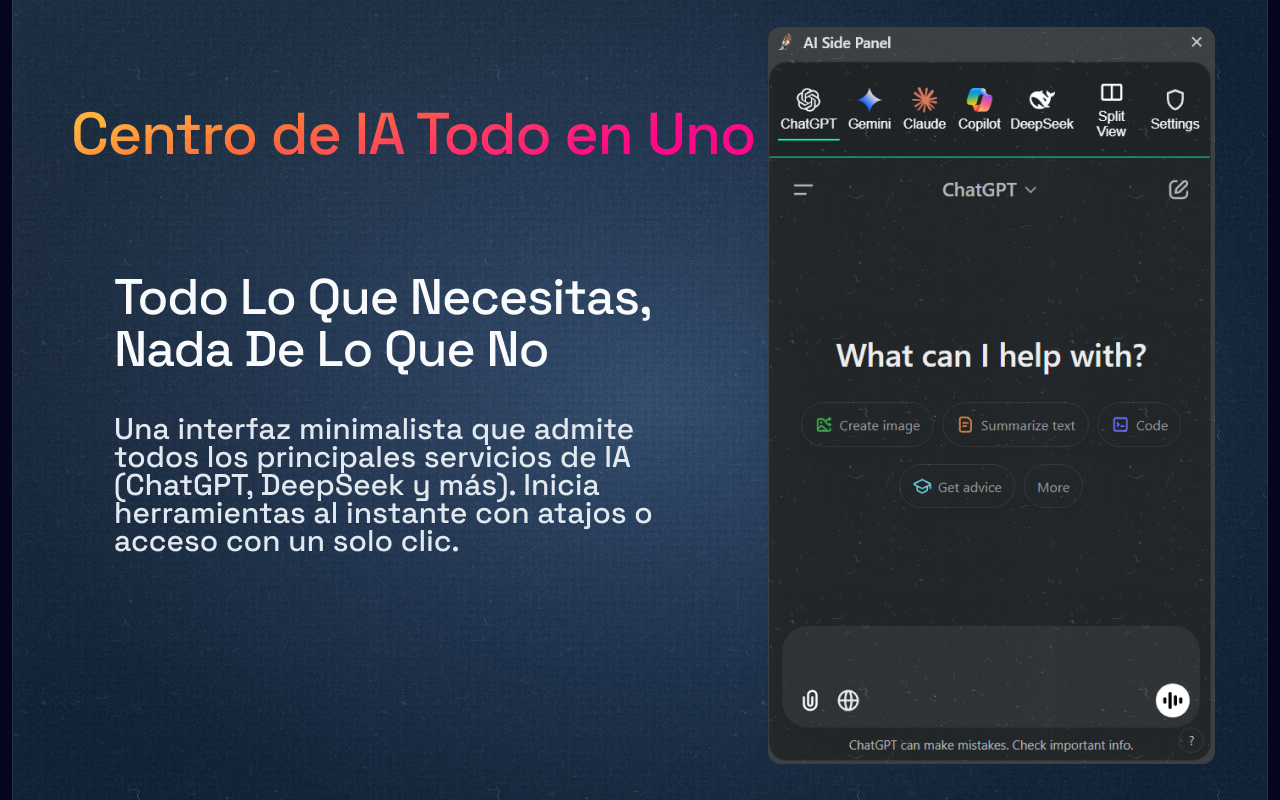 Centro de IA Todo en Uno
Todo Lo Que Necesitas,
Nada De Lo Que No
Una interfaz minimalista que admite
todos los principales servicios de IA
(ChatGPT, DeepSeek y más). Inicia
herramientas al instante con atajos o
acceso con un solo clic.
AI Side Panel
ChatGPT Gemini Claude Copilot DeepSeek Split View Settings
ChatGPT
What can I help with?
Create image Summarize text Code
Get advice More
ChatGPT can make mistakes. Check important info.
?